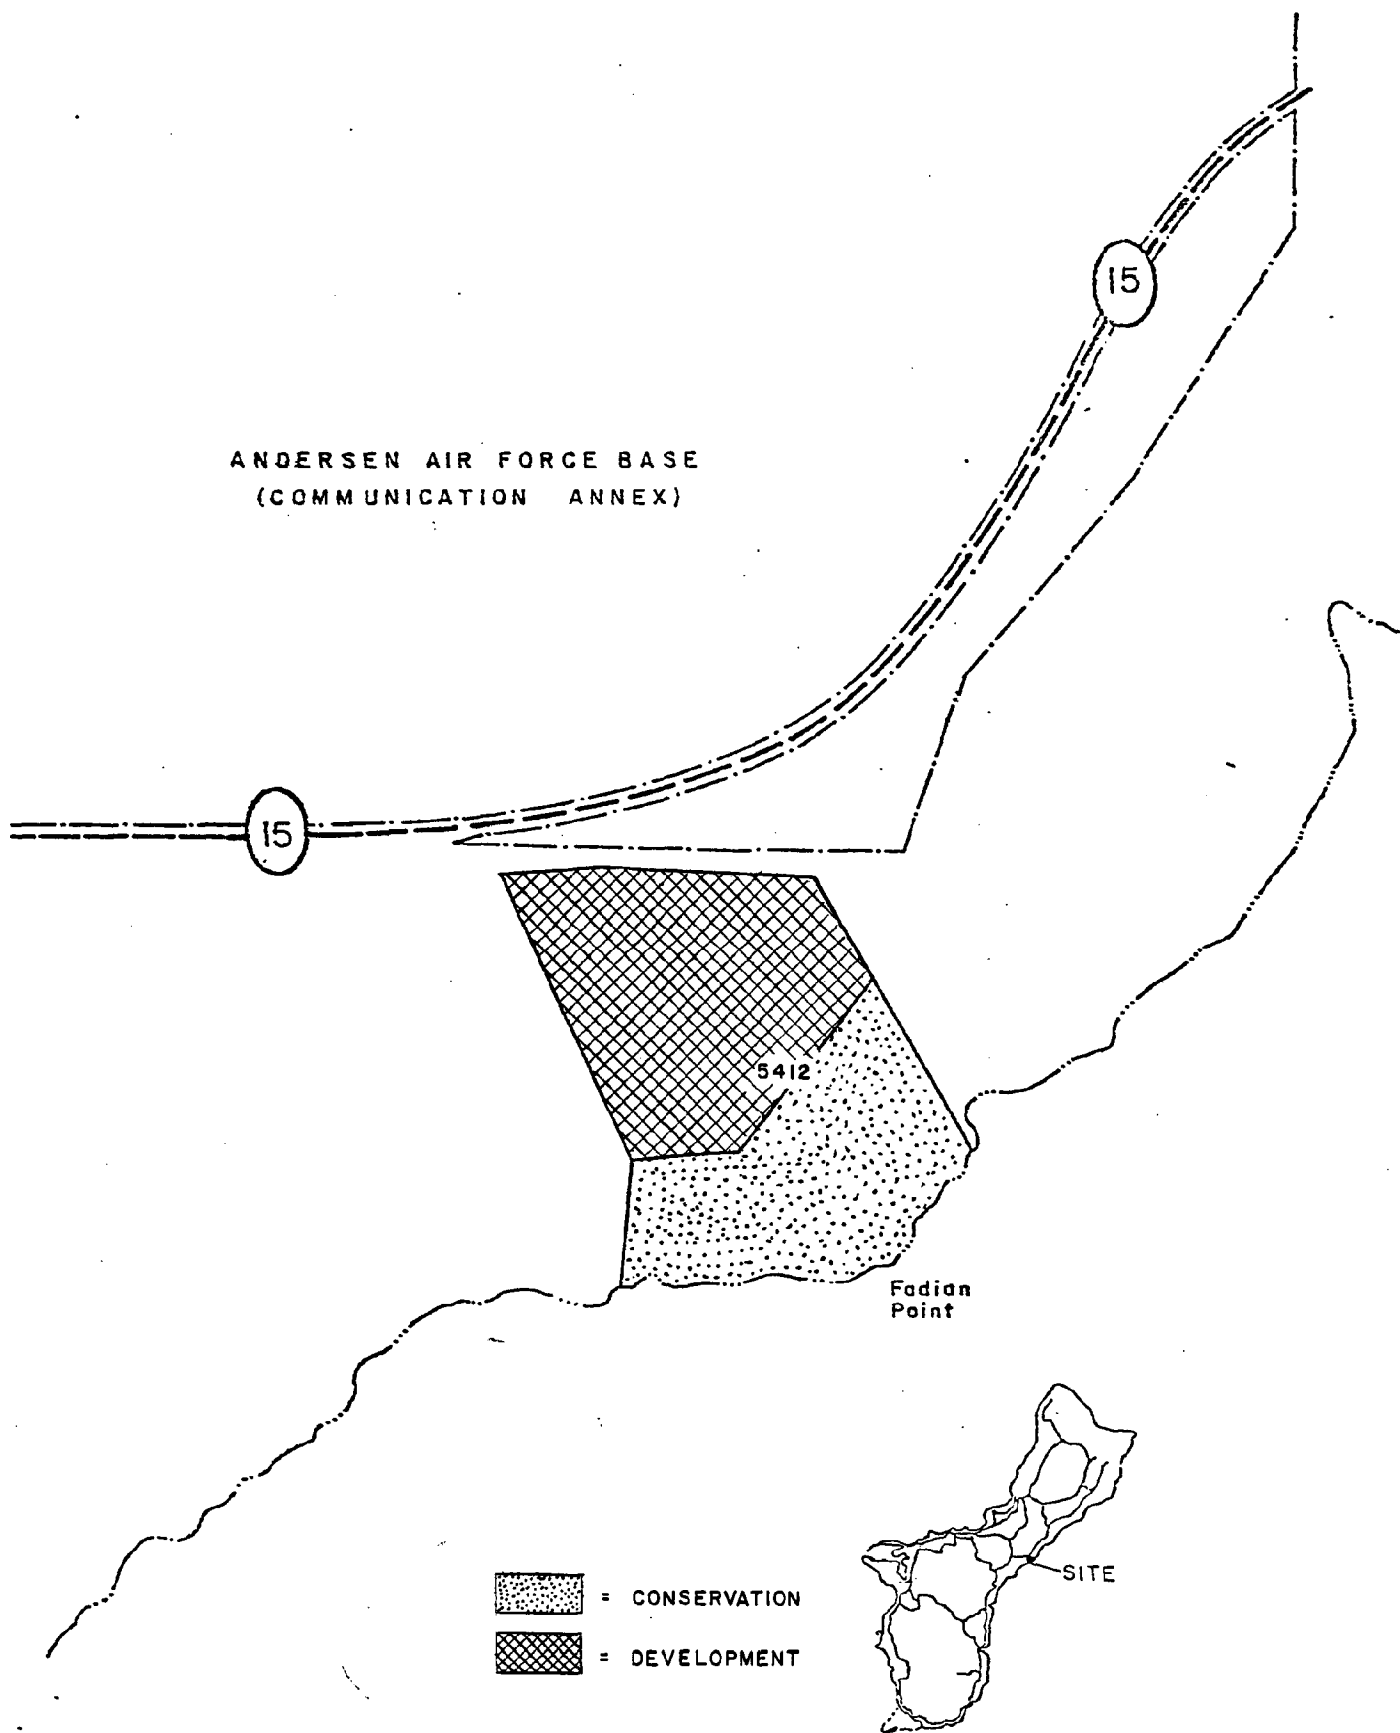 15
ANDERSEN AIR FORCE BASE
(COMMUNICATION ANNEX)
15
5412
Fadian
Point
SITE
= CONSERVATION
= DEVELOPMENT